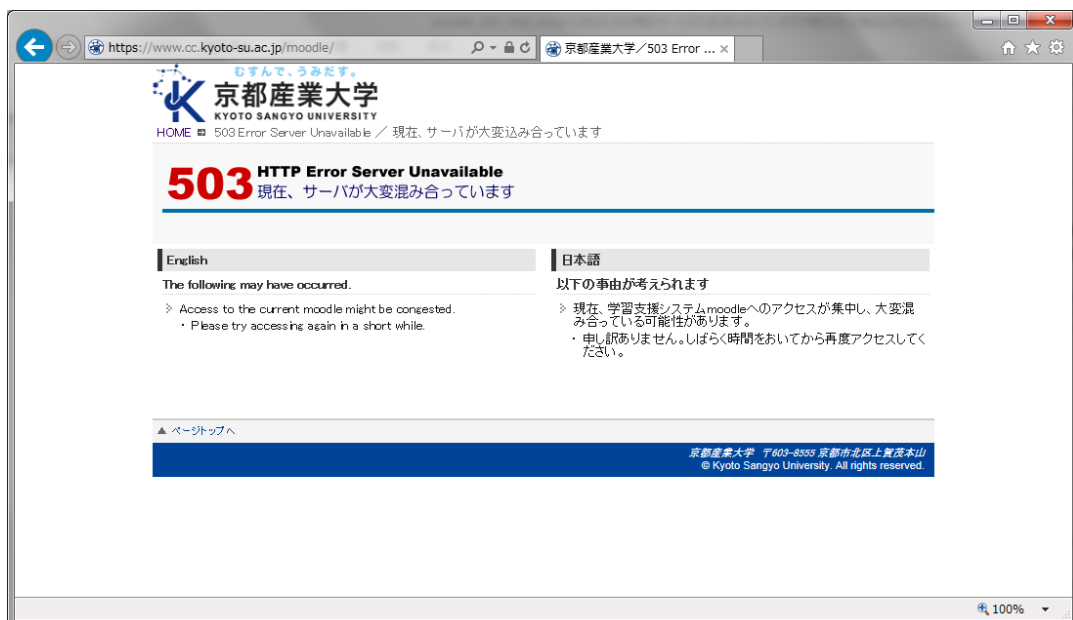 https://www.cc.kyoto-su.ac.jp/moodle/
京都産業大学／503 Error ...
むすんで、うみだす。
京都産業大学
KYOTO SANGYO UNIVERSITY
HOME 503 Error Server Unavailable ／ 現在、サーバが大変込み合っています
503 HTTP Error Server Unavailable
現在、サーバが大変混み合っています
English
The following may have occurred.
Access to the current moodle might be congested.
・Please try accessing again in a short while.
日本語
以下の事由が考えられます
現在、学習支援システムmoodleへのアクセスが集中し、大変混
み合っている可能性があります。
・申し訳ありません。しばらく時間をおいてから再度アクセスしてく
ださい。
▲ ページトップへ
京都産業大学 〒603-8555 京都市北区上賀茂本山
© Kyoto Sangyo University. All rights reserved.
100%